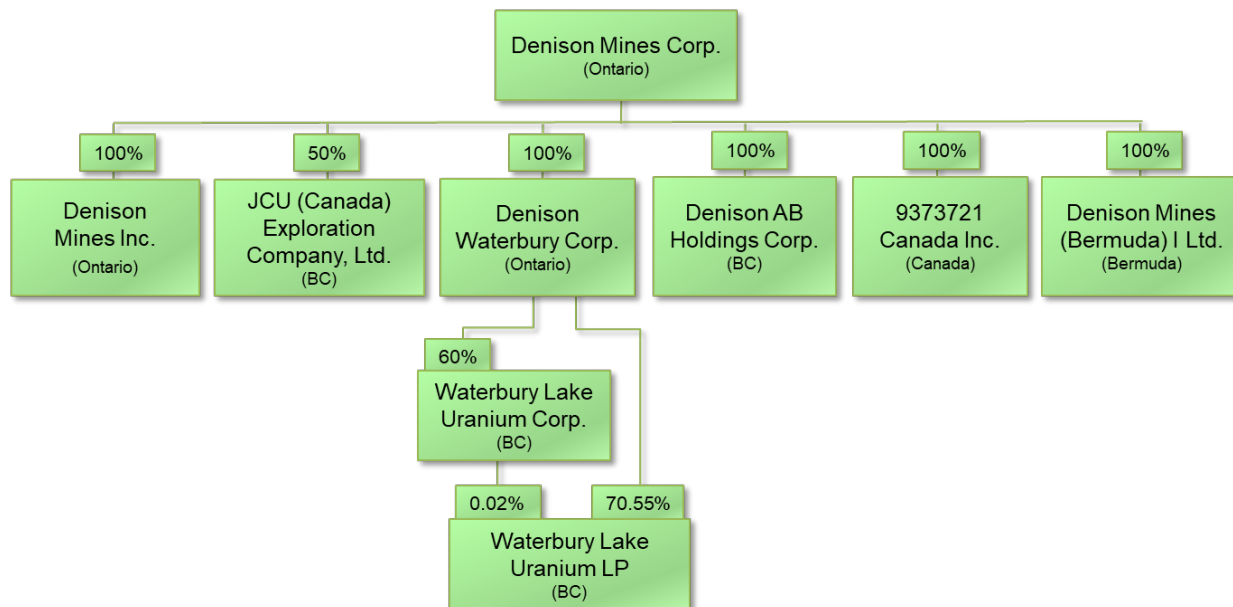 Denison Mines Corp.
(Ontario)
100%
50%
100%
100%
100%
100%
Denison
Mines Inc.
(Ontario)
JCU (Canada)
Exploration
Company, Ltd.
(BC)
Denison
Waterbury Corp.
(Ontario)
Denison AB
Holdings Corp.
(BC)
9373721
Canada Inc.
(Canada)
Denison Mines
(Bermuda) I Ltd.
(Bermuda)
60%
Waterbury Lake
Uranium Corp.
(BC)
0.02%
70.55%
Waterbury Lake
Uranium LP
(BC)